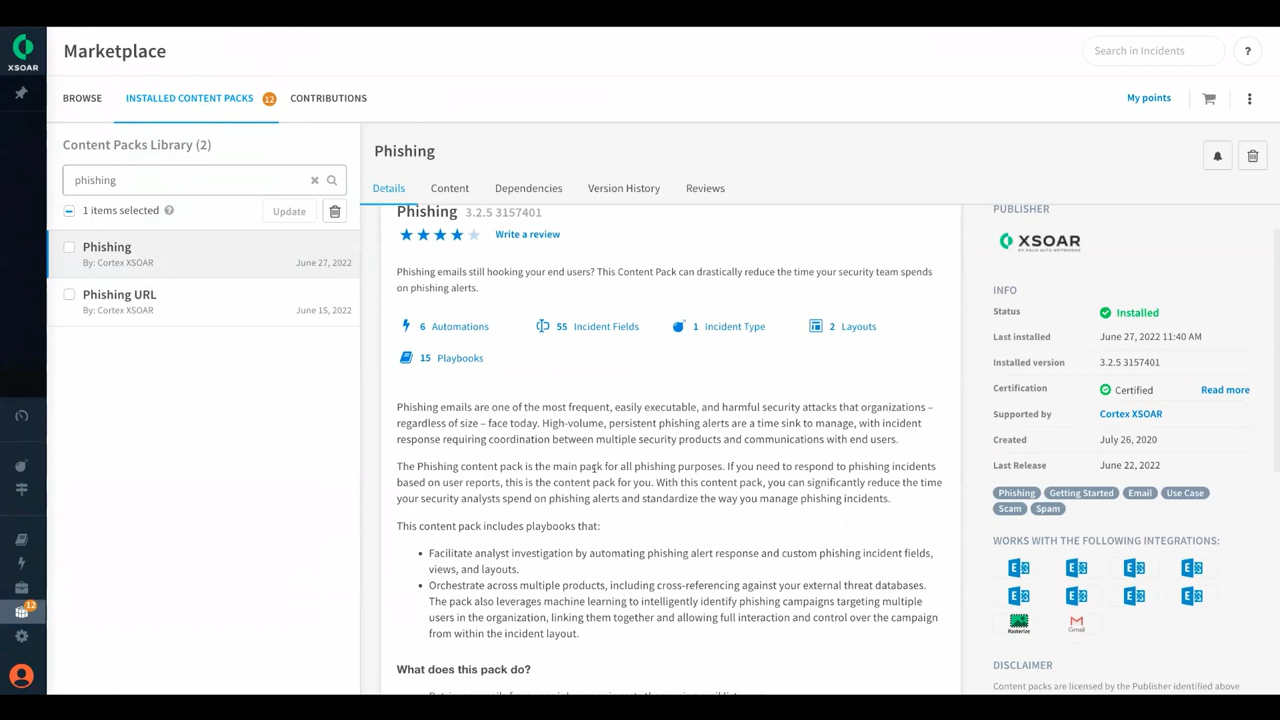 XSOAR
Marketplace
Search in Incidents
?
BROWSE
INSTALLED CONTENT PACKS
12
CONTRIBUTIONS
My points
Content Packs Library (2)
phishing
1 items selected
Update
Phishing
By: Cortex XSOAR
June 27, 2022
Phishing URL
By: Cortex XSOAR
June 15, 2022
12
Phishing
Details
Content
Dependencies
Version History
Reviews
Phishing 3.2.5 3157401
Write a review
Phishing emails still hooking your end users? This Content Pack can drastically reduce the time your security team spends
on phishing alerts.
6 Automations
55 Incident Fields
1 Incident Type
2 Layouts
15 Playbooks
Phishing emails are one of the most frequent, easily executable, and harmful security attacks that organizations –
regardless of size – face today. High-volume, persistent phishing alerts are a time sink to manage, with incident
response requiring coordination between multiple security products and communications with end users.
The Phishing content pack is the main pack for all phishing purposes. If you need to respond to phishing incidents
based on user reports, this is the content pack for you. With this content pack, you can significantly reduce the time
your security analysts spend on phishing alerts and standardize the way you manage phishing incidents.
This content pack includes playbooks that:
• Facilitate analyst investigation by automating phishing alert response and custom phishing incident fields,
views, and layouts.
• Orchestrate across multiple products, including cross-referencing against your external threat databases.
The pack also leverages machine learning to intelligently identify phishing campaigns targeting multiple
users in the organization, linking them together and allowing full interaction and control over the campaign
from within the incident layout.
What does this pack do?
PUBLISHER
XSOAR
BY PALO ALTO NETWORKS
INFO
Status
Installed
Last installed
June 27, 2022 11:40 AM
Installed version
3.2.5 3157401
Certification
Certified
Read more
Supported by
Cortex XSOAR
Created
July 26, 2020
Last Release
June 22, 2022
Phishing
Getting Started
Email
Use Case
Scam
Spam
WORKS WITH THE FOLLOWING INTEGRATIONS:
Rasterize
Gmail
DISCLAIMER
Content packs are licensed by the Publisher identified above